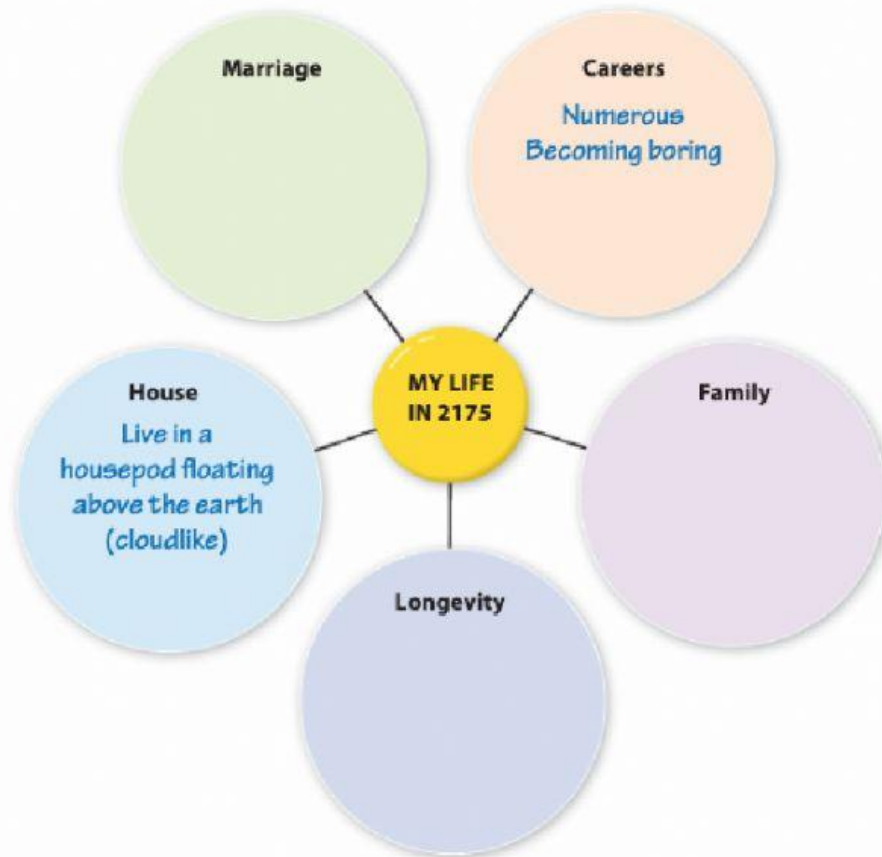 Marriage
Careers
Numerous
Becoming boring
MY LIFE
IN 2175
House
Live in a
housepod floating
above the earth
(cloudlike)
Family
Longevity